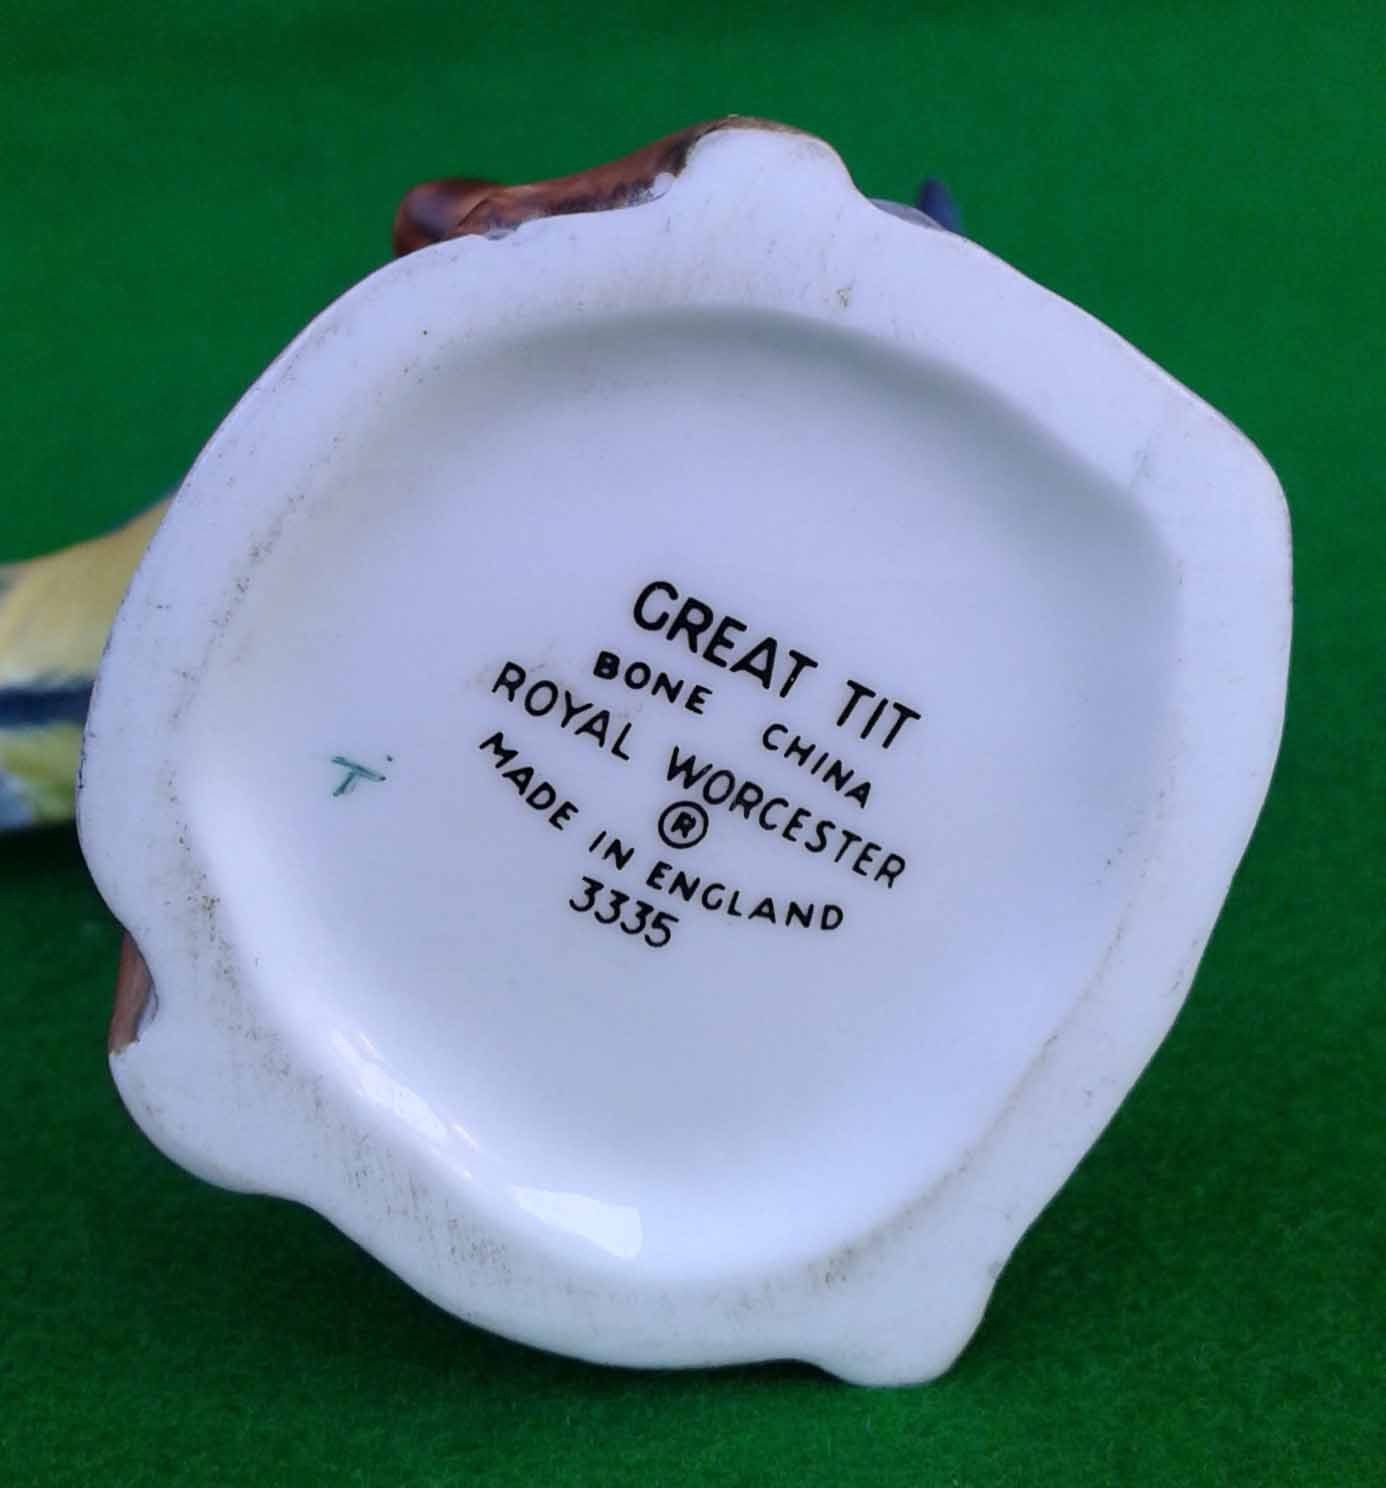 GREAT TIT
BONE CHINA
ROYAL WORCESTER
®
MADE IN ENGLAND
3335
T